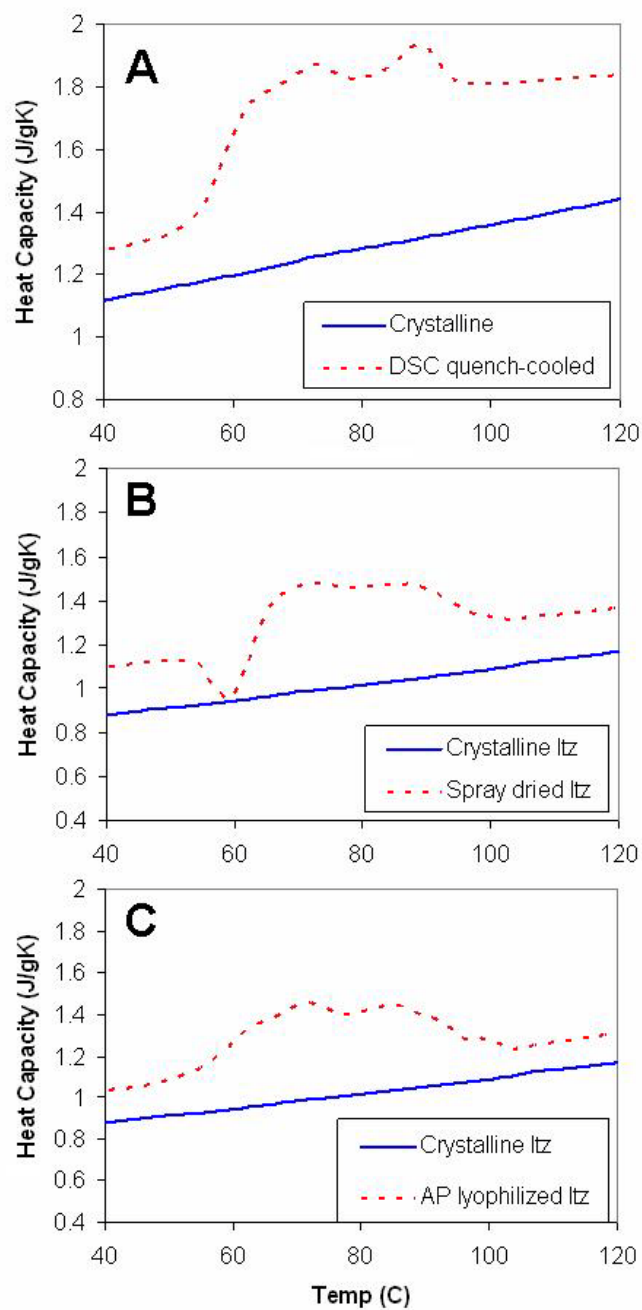 A
2
1.8
1.6
1.4
1.2
1
0.8
Heat Capacity (J/gK)
Crystalline
DSC quench-cooled
40 60 80 100 120
B
2
1.8
1.6
1.4
1.2
1
0.8
0.6
0.4
Heat Capacity (J/gK)
Crystalline Itz
Spray dried Itz
40 60 80 100 120
C
2
1.8
1.6
1.4
1.2
1
0.8
0.6
0.4
Heat Capacity (J/gK)
Crystalline Itz
AP lyophilized Itz
40 60 80 100 120
Temp (C)